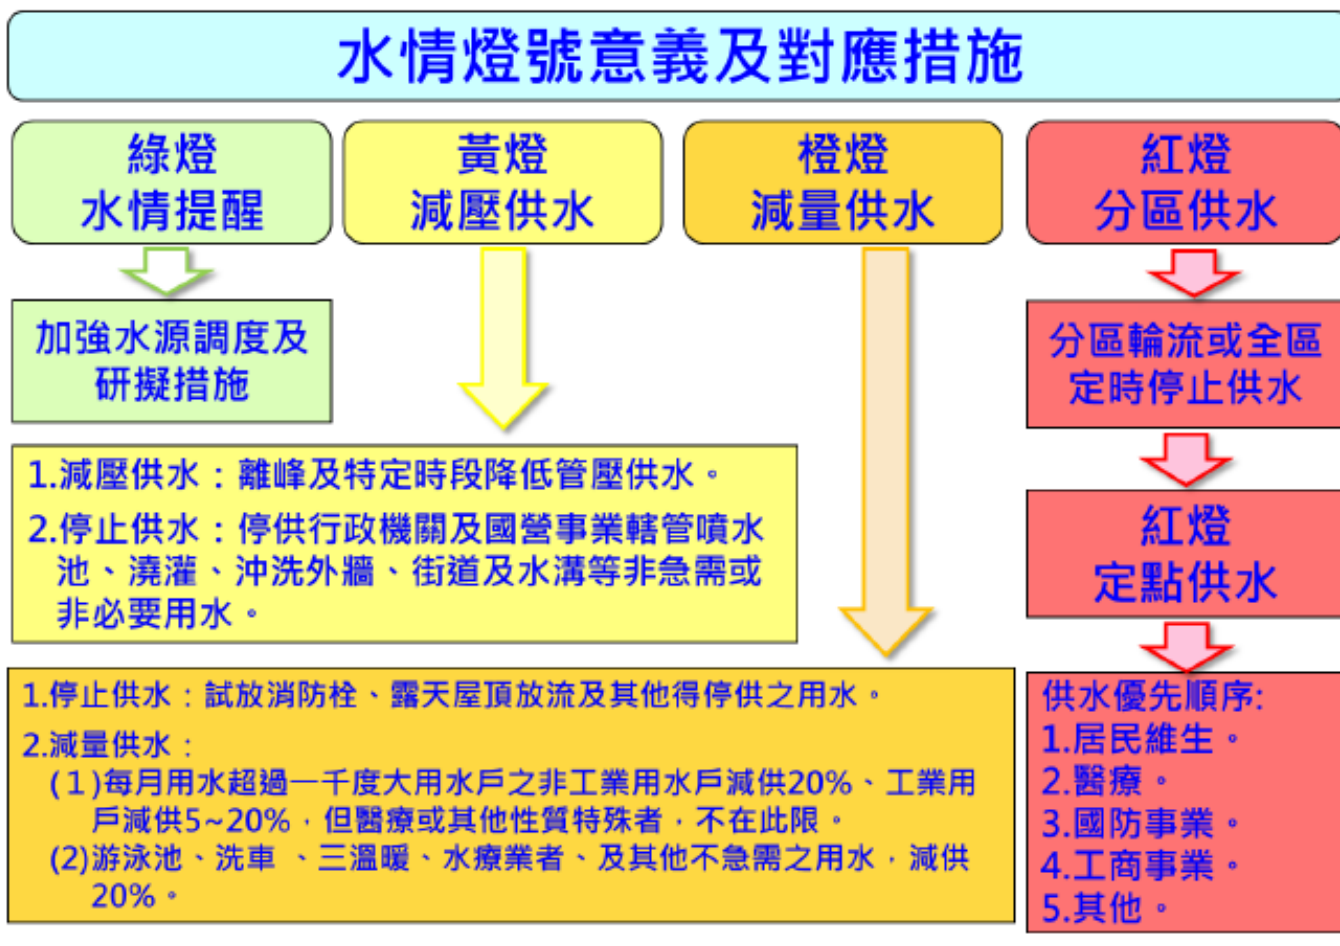 水情燈號意義及對應措施
綠燈
水情提醒
加強水源調度及
研擬措施
黃燈
減壓供水
1.減壓供水：離峰及特定時段降低管壓供水。
2.停止供水：停供行政機關及國營事業轄管噴水
池、澆灌、沖洗外牆、街道及水溝等非急需或
非必要用水。
橙燈
減量供水
1.停止供水：試放消防栓、露天屋頂放流及其他得停供之用水。
2.減量供水：
(１)每月用水超過一千度大用水戶之非工業用水戶減供20%、工業用
戶減供5~20%，但醫療或其他性質特殊者，不在此限。
(2)游泳池、洗車 、三溫暖、水療業者、及其他不急需之用水，減供
20%。
紅燈
分區供水
分區輪流或全區
定時停止供水
紅燈
定點供水
供水優先順序:
1.居民維生。
2.醫療。
3.國防事業。
4.工商事業。
5.其他。